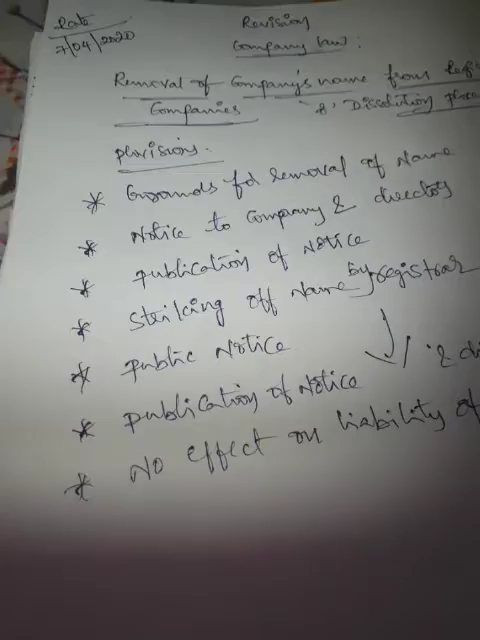 Date
7/04/2020
Revision
Company law:
Removal of Company's name from Regi
Companies & Dissolution
Provisions:
* Grounds for removal of Name
* Notice to Company & directors
* Publication of Notice
* Striking off Name by registrar
* Public Notice
* Publication of Notice
* No effect on liability of